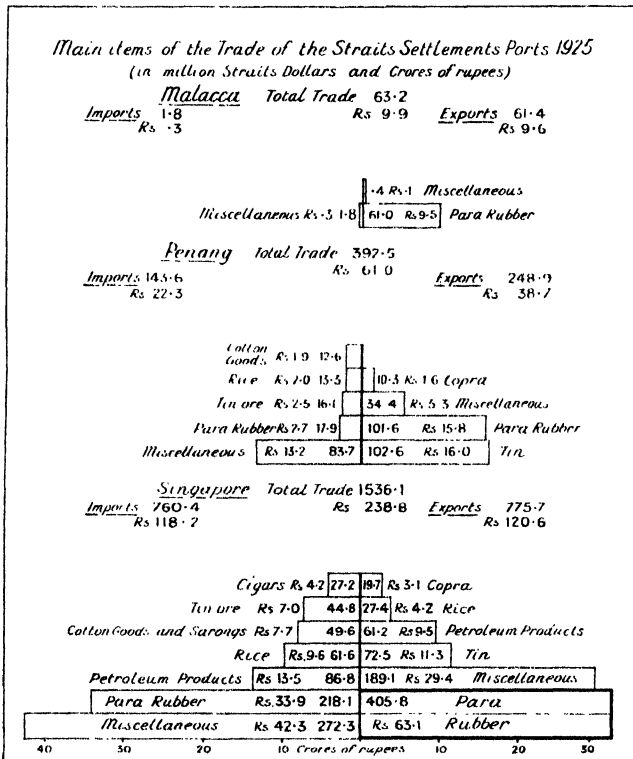 Main items of the Trade of the Straits Settlements Ports 1925
(in million Straits Dollars and Crores of rupees)
Malacca Total Trade 63·2
Imports 1·8 Rs 9·9 Exports 61·4
Rs ·3 Rs 9·6
·4 Rs·1 Miscellaneous
Miscellaneous Rs·3 1·8 61·0 Rs 9·5 Para Rubber
Penang Total Trade 392·5
Imports 143·6 Rs 61·0 Exports 248·9
Rs 22·3 Rs 38·7
Cotton
Goods Rs 1·9 12·6
Rice Rs 2·0 13·3 10·3 Rs 1·6 Copra
Tin ore Rs 2·5 16·1 34·4 Rs 5·3 Miscellaneous
Para Rubber Rs 2·7 17·9 101·6 Rs 15·8 Para Rubber
Miscellaneous Rs 13·2 83·7 102·6 Rs 16·0 Tin
Singapore Total Trade 1536·1
Imports 760·4 Rs 238·8 Exports 775·7
Rs 118·2 Rs 120·6
Cigars Rs 4·2 27·2 19·7 Rs 3·1 Copra
Tin ore Rs 7·0 44·8 27·4 Rs 4·2 Rice
Cotton Goods and Sarongs Rs 7·7 49·6 61·2 Rs 9·5 Petroleum Products
Rice Rs. 9·6 61·6 72·5 Rs 11·3 Tin
Petroleum Products Rs 13·5 86·8 189·1 Rs 29·4 Miscellaneous
Para Rubber Rs. 33·9 218·1 405·8 Para
Miscellaneous Rs 42·3 272·3 Rs 63·1 Rubber
40 30 20 10 Crores of rupees 10 20 30